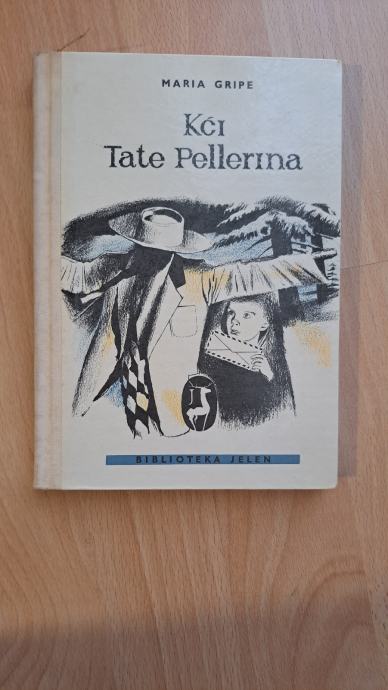 MARIA GRIPE
Kći
Tate Pellerina
BIBLIOTEKA JELEN